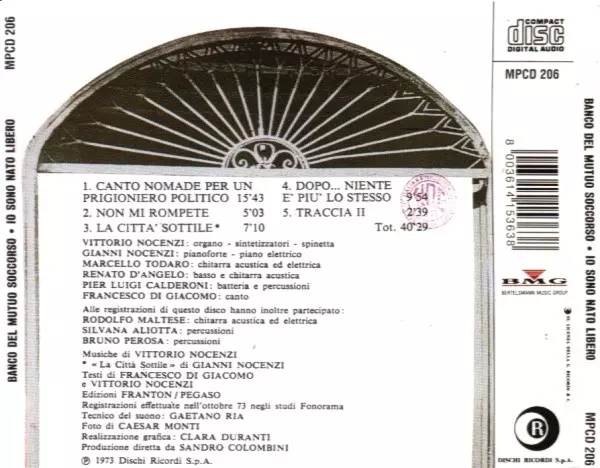 MPCD 206
BANCO DEL MUTUO SOCCORSO • IO SONO NATO LIBERO
1. CANTO NOMADE PER UN
PRIGIONIERO POLITICO 15'43
2. NON MI ROMPETE 5'03
3. LA CITTA' SOTTILE* 7'10
4. DOPO... NIENTE
E' PIU' LO STESSO 9'54
5. TRACCIA II 2'39
Tot. 40'29
VITTORIO NOCENZI: organo - sintetizzatori - spinetta
GIANNI NOCENZI: pianoforte - piano elettrico
MARCELLO TODARO: chitarra acustica ed elettrica
RENATO D'ANGELO: basso e chitarra acustica
PIER LUIGI CALDERONI: batteria e percussioni
FRANCESCO DI GIACOMO: canto
Alle registrazioni di questo disco hanno inoltre partecipato:
RODOLFO MALTESE: chitarra acustica ed elettrica
SILVANA ALIOTTA: percussioni
BRUNO PEROSA: percussioni
Musiche di VITTORIO NOCENZI
* «La Città Sottile» di GIANNI NOCENZI
Testi di FRANCESCO DI GIACOMO
e VITTORIO NOCENZI
Edizioni FRANTON/PEGASO
Registrazioni effettuate nell'ottobre 73 negli studi Fonorama
Tecnico del suono: GAETANO RIA
Foto di CAESAR MONTI
Realizzazione grafica: CLARA DURANTI
Produzione diretta da SANDRO COLOMBINI
℗ 1973 Dischi Ricordi S.p.A.
COMPACT
disc
DIGITAL AUDIO
MPCD 206
8 003614 153638
BMG
BERTELSMANN MUSIC GROUP
R
DISCHI RICORDI S.p.A.
BANCO DEL MUTUO SOCCORSO • IO SONO NATO LIBERO
MPCD 206